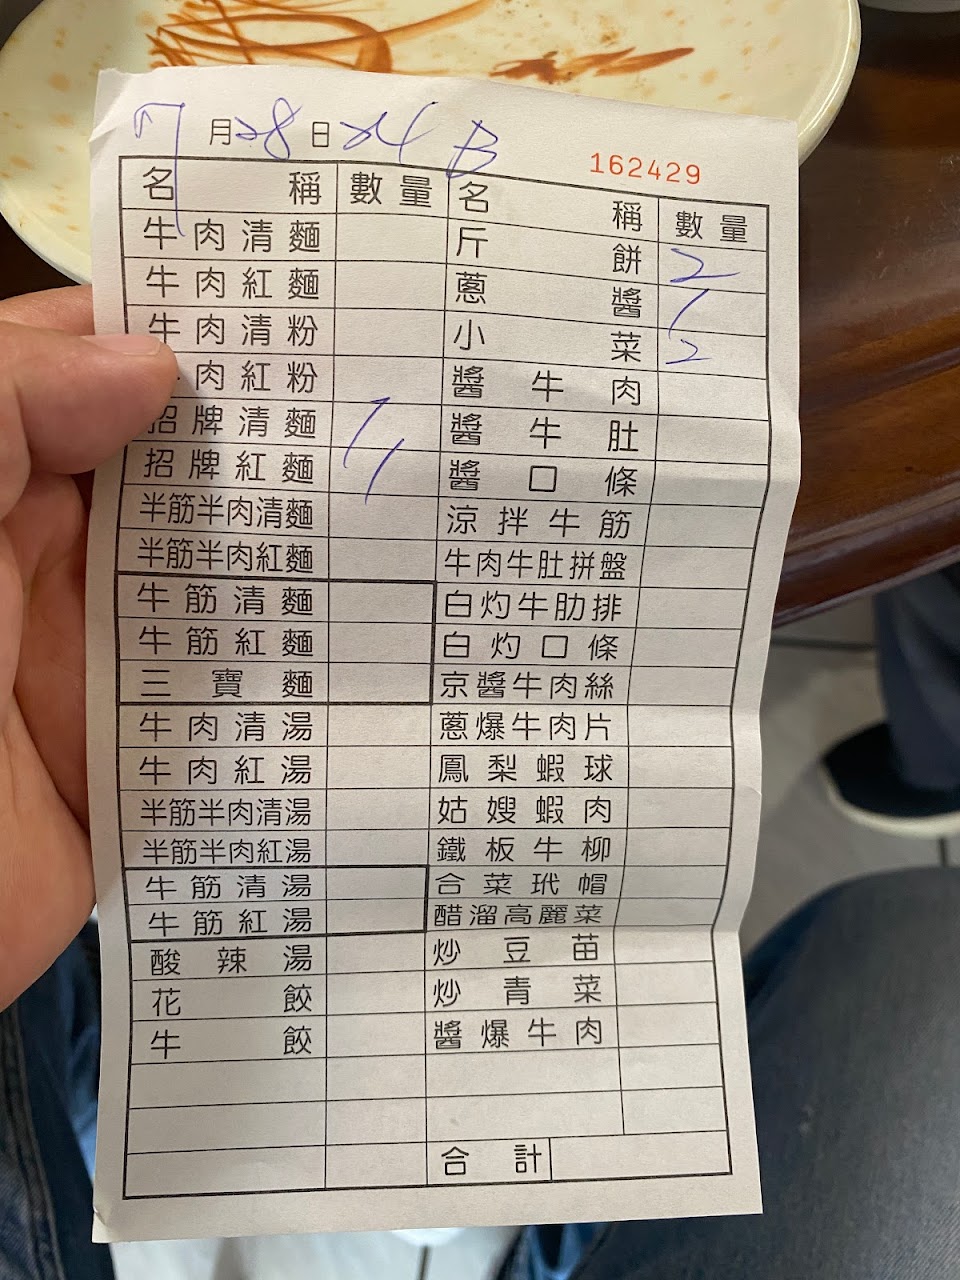 7月28日 24 B
162429
名稱 數量 名稱 數量
牛肉清麵 斤餅 2
牛肉紅麵 蔥醬 1
牛肉清粉 小菜 2
肉紅粉 醬牛肉
招牌清麵 1 醬牛肚
招牌紅麵 1 醬口條
半筋半肉清麵 涼拌牛筋
半筋半肉紅麵 牛肉牛肚拼盤
牛筋清麵 白灼牛肋排
牛筋紅麵 白灼口條
三寶麵 京醬牛肉絲
牛肉清湯 蔥爆牛肉片
牛肉紅湯 鳳梨蝦球
半筋半肉清湯 姑嫂蝦肉
半筋半肉紅湯 鐵板牛柳
牛筋清湯 合菜玳帽
牛筋紅湯 醋溜高麗菜
酸辣湯 炒豆苗
花餃 炒青菜
牛餃 醬爆牛肉
合計